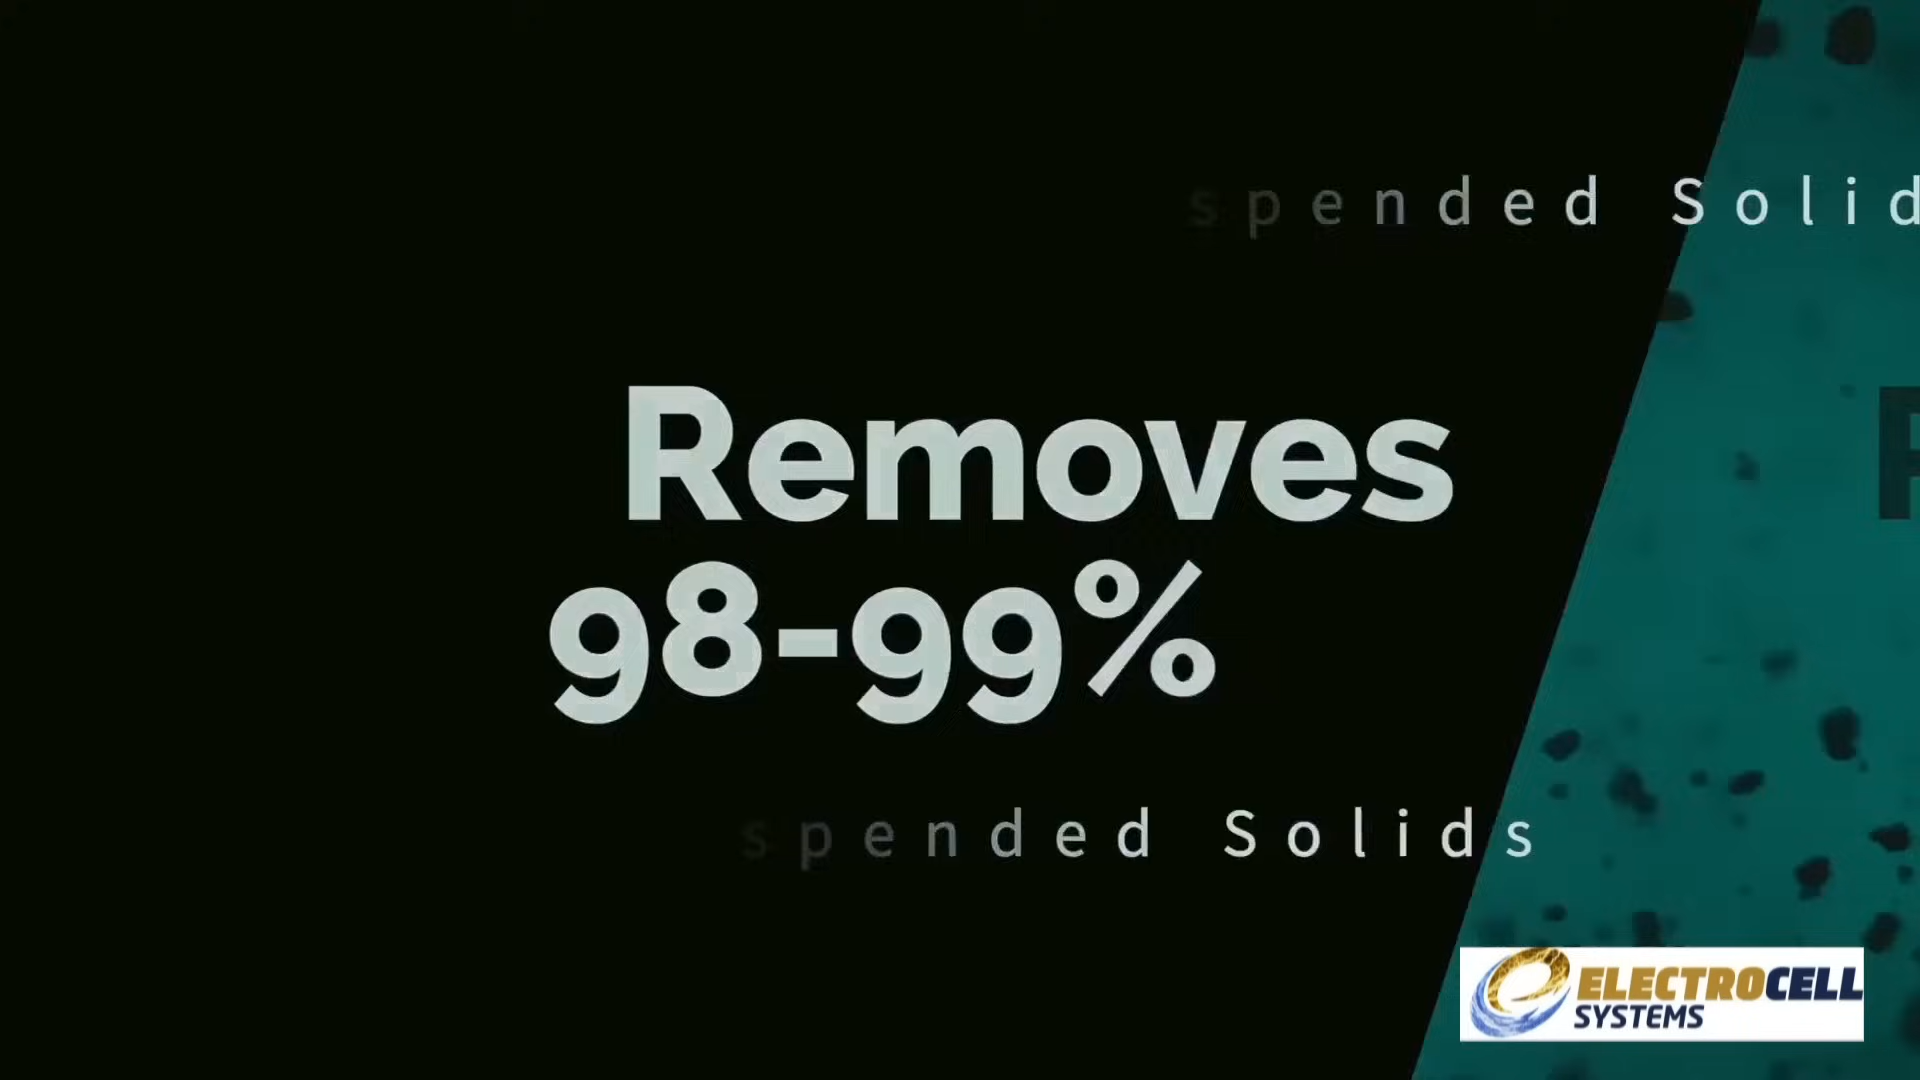 spended Solid
Removes
98-99%
spended Solids
ELECTROCELL
SYSTEMS